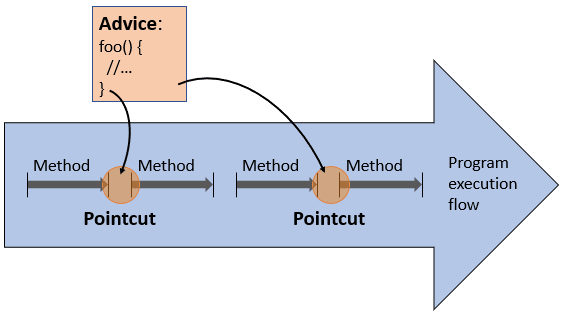 Advice:
foo() {
//...
}
Method
Method
Method
Method
Pointcut
Pointcut
Program
execution
flow